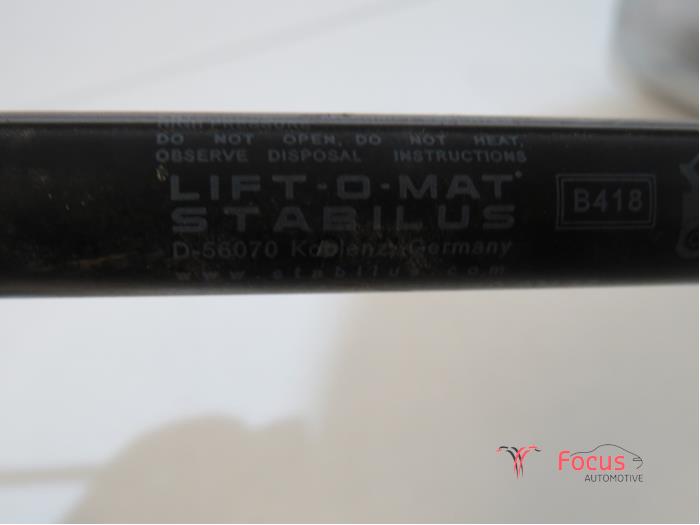 DO NOT OPEN, DO NOT HEAT.
OBSERVE DISPOSAL INSTRUCTIONS
LIFT-O-MAT®
STABILUS
D-56070 Koblenz, Germany
www.stabilus.com
B418
Focus
AUTOMOTIVE